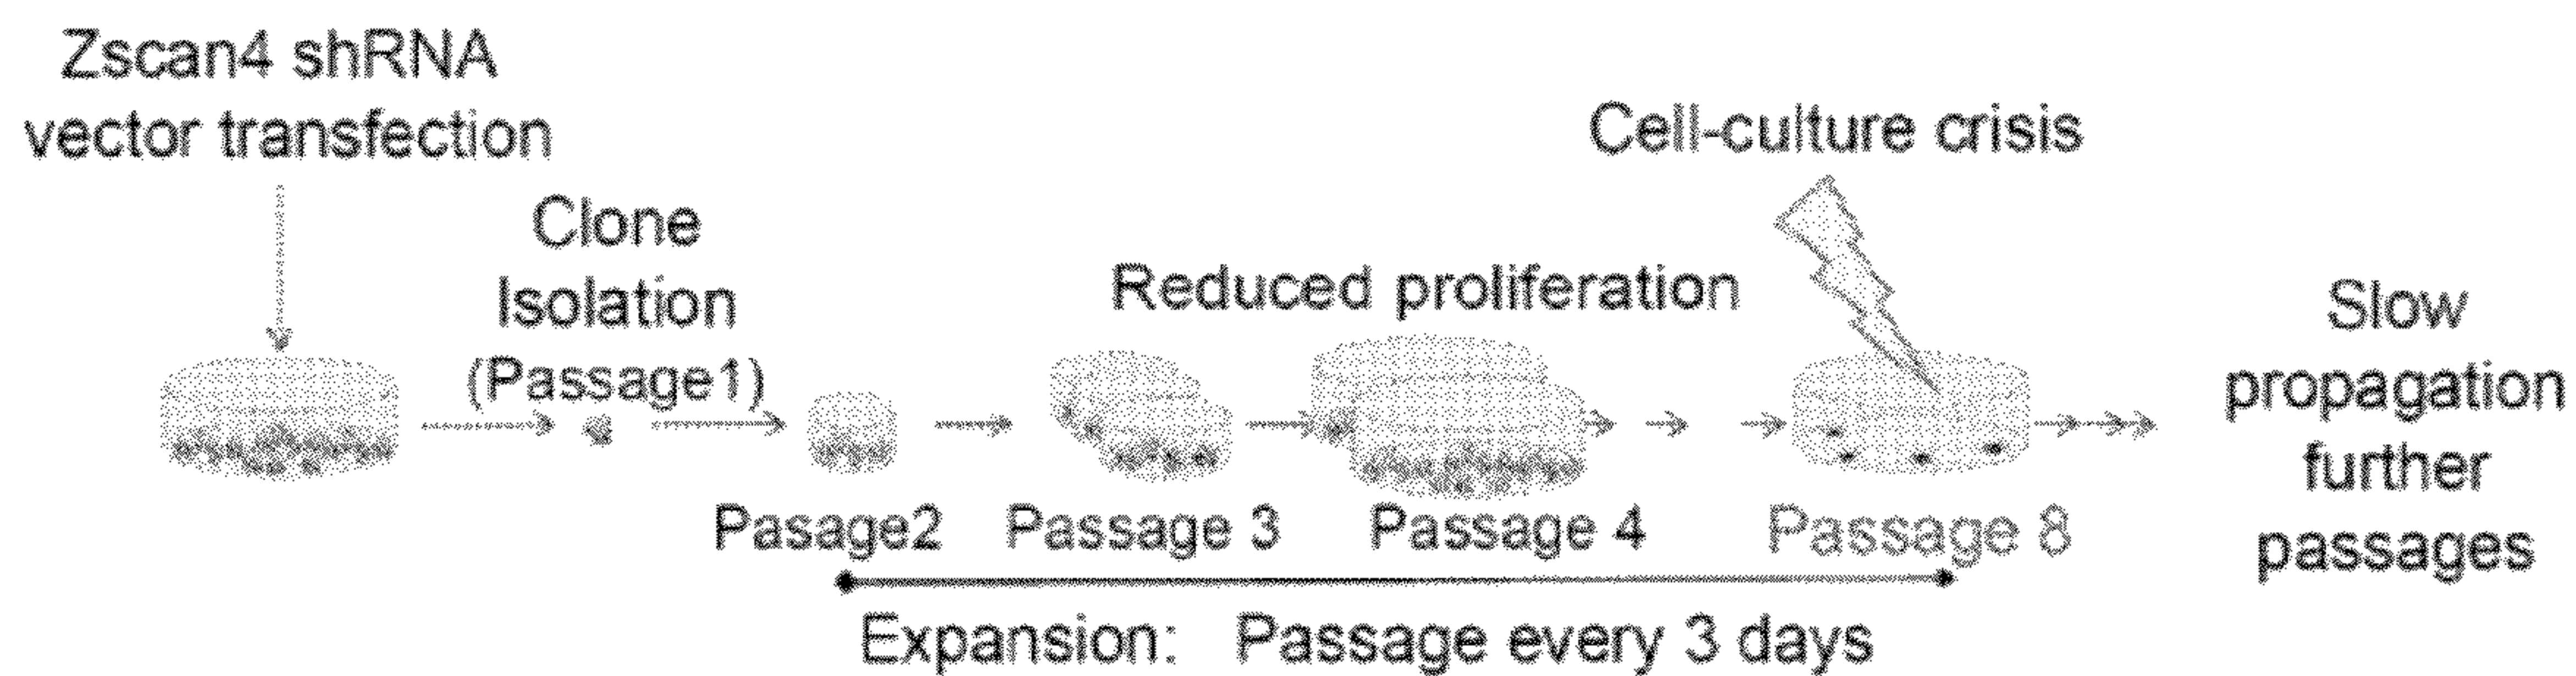 Zscan4 shRNA
vector transfection
Clone
Isolation
(Passage1)
Reduced proliferation
Cell-culture crisis
Slow
propagation
further
passages
Pasage2
Passage 3
Passage 4
Passage 8
Expansion: Passage every 3 days